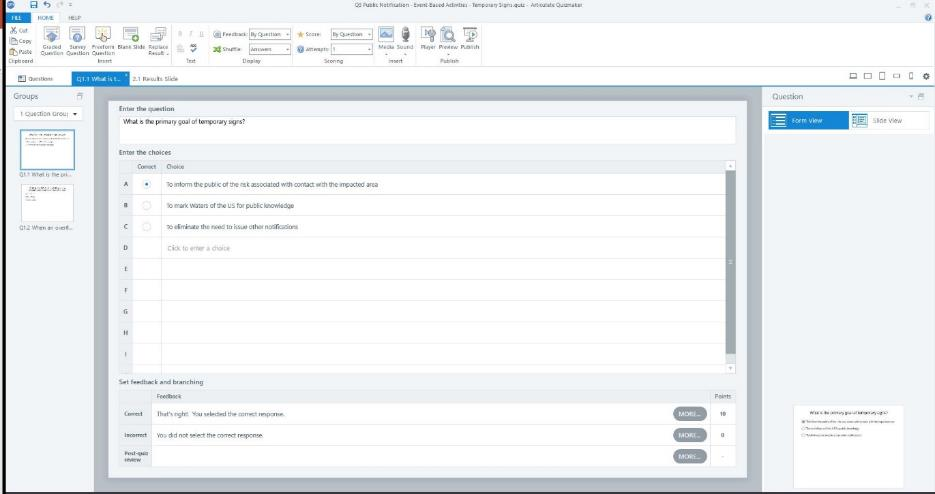 Q3 Public Notification - Event-Based Activities - Temporary Signs.quiz - Articulate Quizmaker
FILE HOME HELP
Cut
Copy
Paste
Clipboard
Graded Question
Survey Question
Freeform Question
Blank Slide
Replace Result
Insert
B I U
Text
Feedback: By Question
Shuffle: Answers
Display
Score: By Question
Attempts: 1
Scoring
Media Sound
Insert
Player Preview Publish
Publish
Questions Q1.1 What is t... 2.1 Results Slide
Groups
1 Question Grou
Q1.1 What is the pri...
Q1.2 When an overfl...
Enter the question
What is the primary goal of temporary signs?
Enter the choices
Correct Choice
A To inform the public of the risk associated with contact with the impacted area
B To mark Waters of the US for public knowledge
C To eliminate the need to issue other notifications
D Click to enter a choice
E
F
G
H
I
Set feedback and branching
Feedback Points
Correct That's right! You selected the correct response. MORE... 10
Incorrect You did not select the correct response. MORE... 0
Post-quiz review MORE... -
Question
Form View Slide View
What is the primary goal of temporary signs?